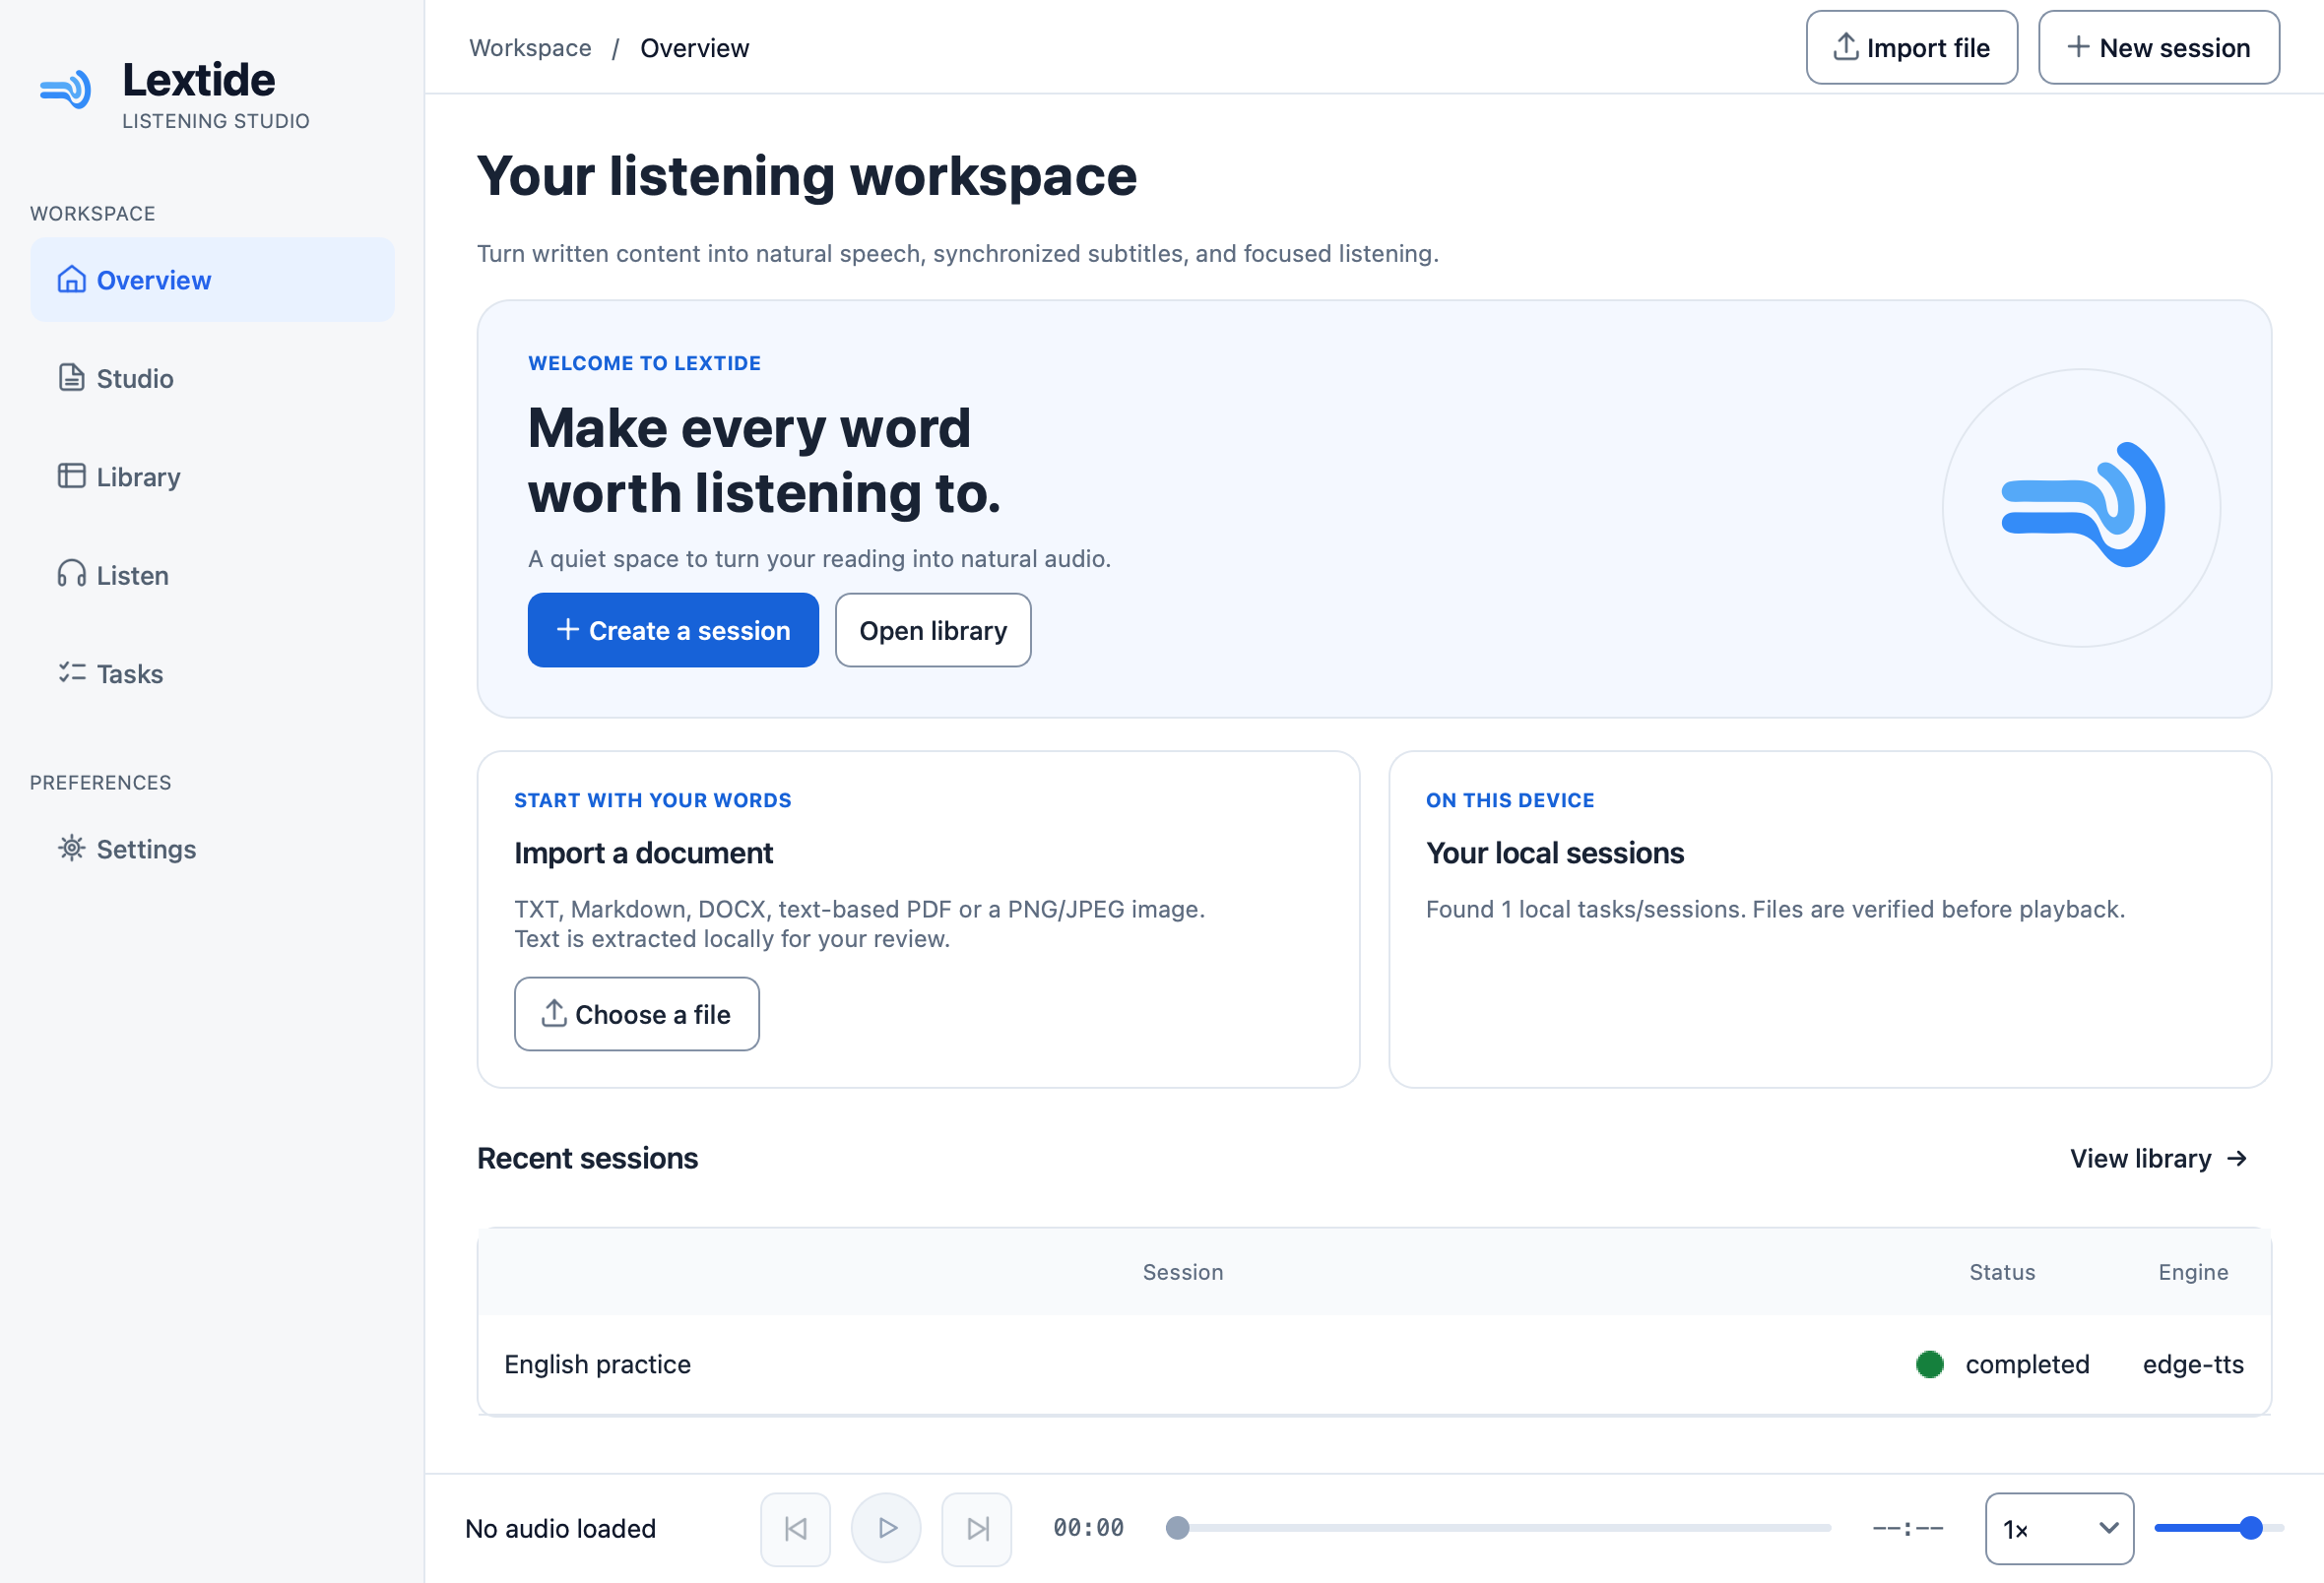 Lextide
LISTENING STUDIO
WORKSPACE
Overview
Studio
Library
Listen
Tasks
PREFERENCES
Settings
Workspace / Overview
Import file
New session
Your listening workspace
Turn written content into natural speech, synchronized subtitles, and focused listening.
WELCOME TO LEXTIDE
Make every word
worth listening to.
A quiet space to turn your reading into natural audio.
Create a session
Open library
START WITH YOUR WORDS
Import a document
TXT, Markdown, DOCX, text-based PDF or a PNG/JPEG image.
Text is extracted locally for your review.
Choose a file
ON THIS DEVICE
Your local sessions
Found 1 local tasks/sessions. Files are verified before playback.
Recent sessions
View library →
Session Status Engine
English practice completed edge-tts
No audio loaded
00:00
--:--
1×